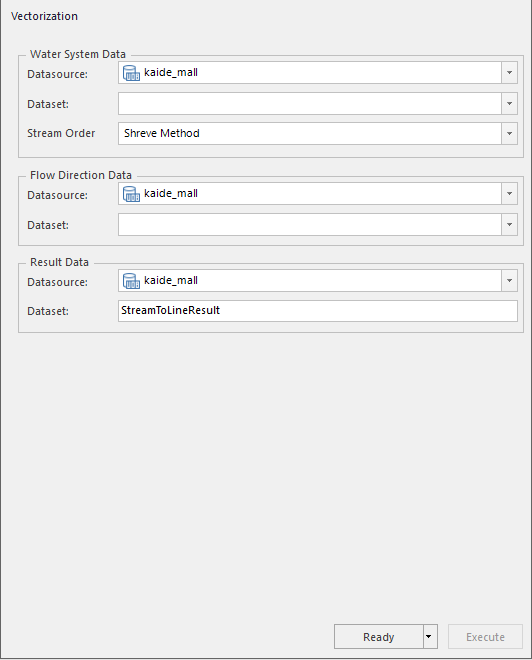 Vectorization
Water System Data
Datasource: kaide_mall
Dataset:
Stream Order Shreve Method
Flow Direction Data
Datasource: kaide_mall
Dataset:
Result Data
Datasource: kaide_mall
Dataset: StreamToLineResult
Ready Execute